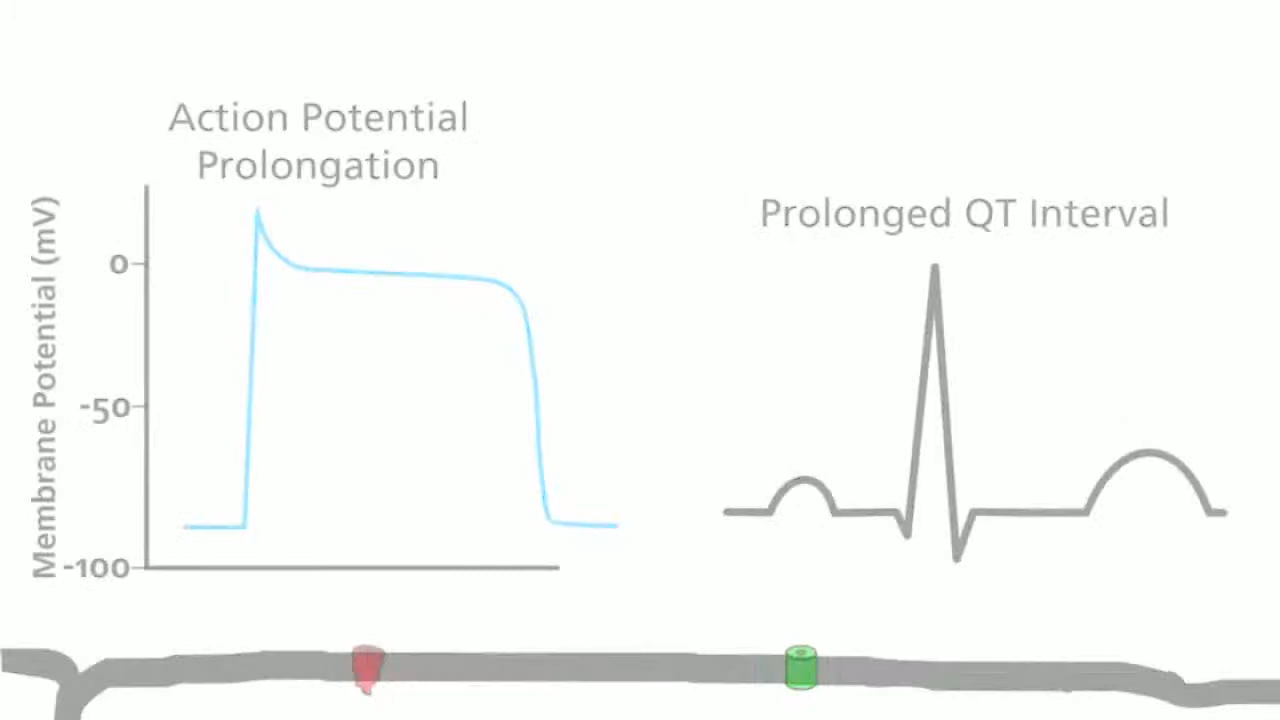 Action Potential
Prolongation
Membrane Potential (mV)
0
-50
-100
Prolonged QT Interval